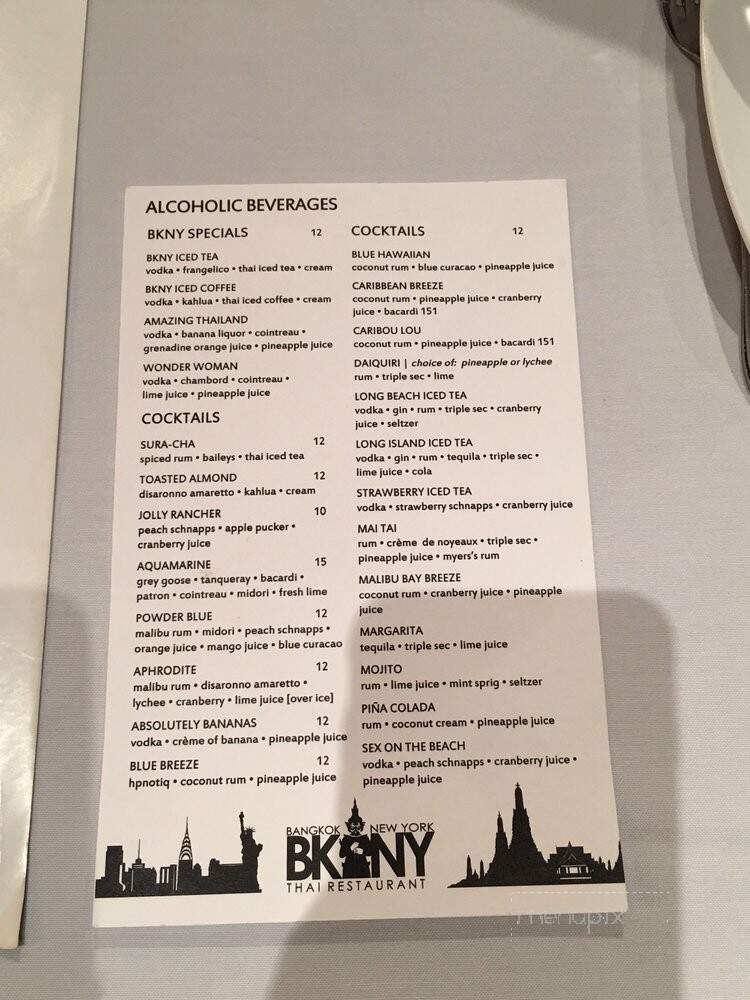 ALCOHOLIC BEVERAGES
BKNY SPECIALS 12
BKNY ICED TEA
vodka • frangelico • thai iced tea • cream
BKNY ICED COFFEE
vodka • kahlua • thai iced coffee • cream
AMAZING THAILAND
vodka • banana liquor • cointreau •
grenadine orange juice • pineapple juice
WONDER WOMAN
vodka • chambord • cointreau •
lime juice • pineapple juice
COCKTAILS
SURA-CHA 12
spiced rum • baileys • thai iced tea
TOASTED ALMOND 12
disaronno amaretto • kahlua • cream
JOLLY RANCHER 10
peach schnapps • apple pucker •
cranberry juice
AQUAMARINE 15
grey goose • tanqueray • bacardi •
patron • cointreau • midori • fresh lime
POWDER BLUE 12
malibu rum • midori • peach schnapps •
orange juice • mango juice • blue curacao
APHRODITE 12
malibu rum • disaronno amaretto •
lychee • cranberry • lime juice [over ice]
ABSOLUTELY BANANAS 12
vodka • crème of banana • pineapple juice
BLUE BREEZE 12
hpnotiq • coconut rum • pineapple juice
COCKTAILS 12
BLUE HAWAIIAN
coconut rum • blue curacao • pineapple juice
CARIBBEAN BREEZE
coconut rum • pineapple juice • cranberry
juice • bacardi 151
CARIBOU LOU
coconut rum • pineapple juice • bacardi 151
DAIQUIRI | choice of: pineapple or lychee
rum • triple sec • lime
LONG BEACH ICED TEA
vodka • gin • rum • triple sec • cranberry
juice • seltzer
LONG ISLAND ICED TEA
vodka • gin • rum • tequila • triple sec •
lime juice • cola
STRAWBERRY ICED TEA
vodka • strawberry schnapps • cranberry juice
MAI TAI
rum • crème de noyeaux • triple sec •
pineapple juice • myers's rum
MALIBU BAY BREEZE
coconut rum • cranberry juice • pineapple
juice
MARGARITA
tequila • triple sec • lime juice
MOJITO
rum • lime juice • mint sprig • seltzer
PIÑA COLADA
rum • coconut cream • pineapple juice
SEX ON THE BEACH
vodka • peach schnapps • cranberry juice •
pineapple juice
BANGKOK NEW YORK
BKNY
THAI RESTAURANT
menupix